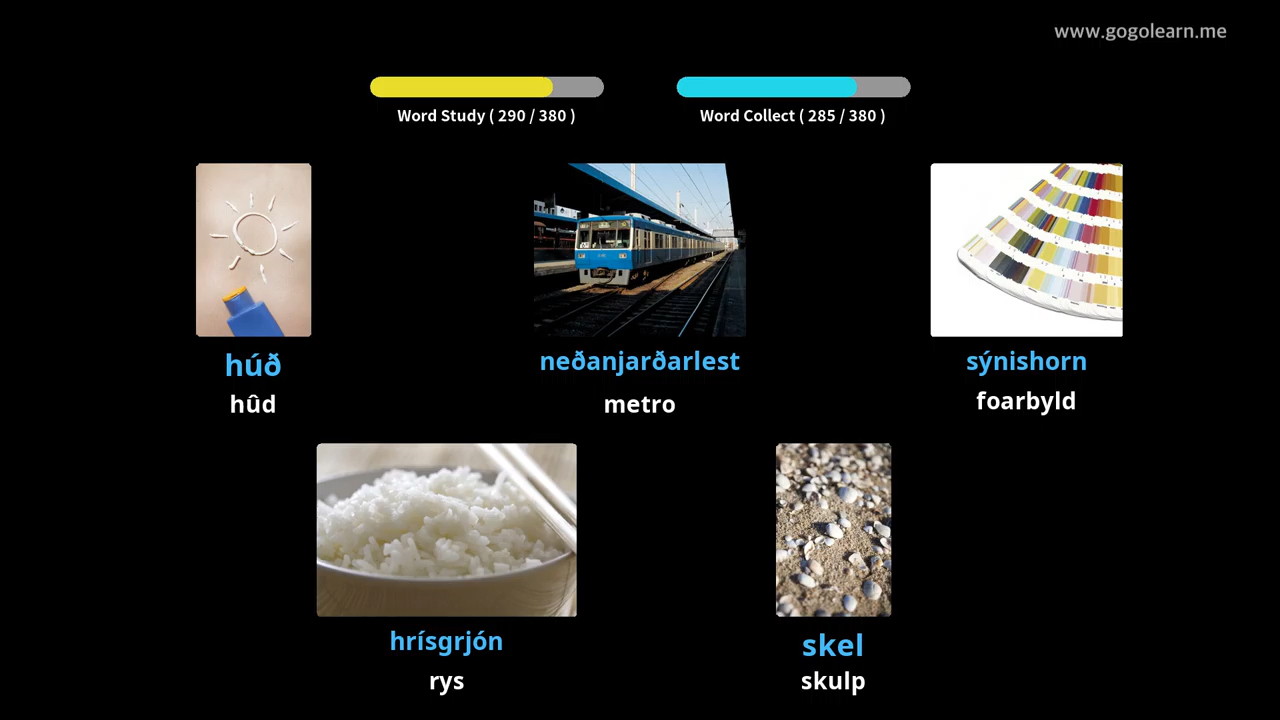 www.gogolearn.me
Word Study ( 290 / 380 )
Word Collect ( 285 / 380 )
húð
hûd
neðanjarðarlest
metro
sýnishorn
foarbyld
hrísgrjón
rys
skel
skulp